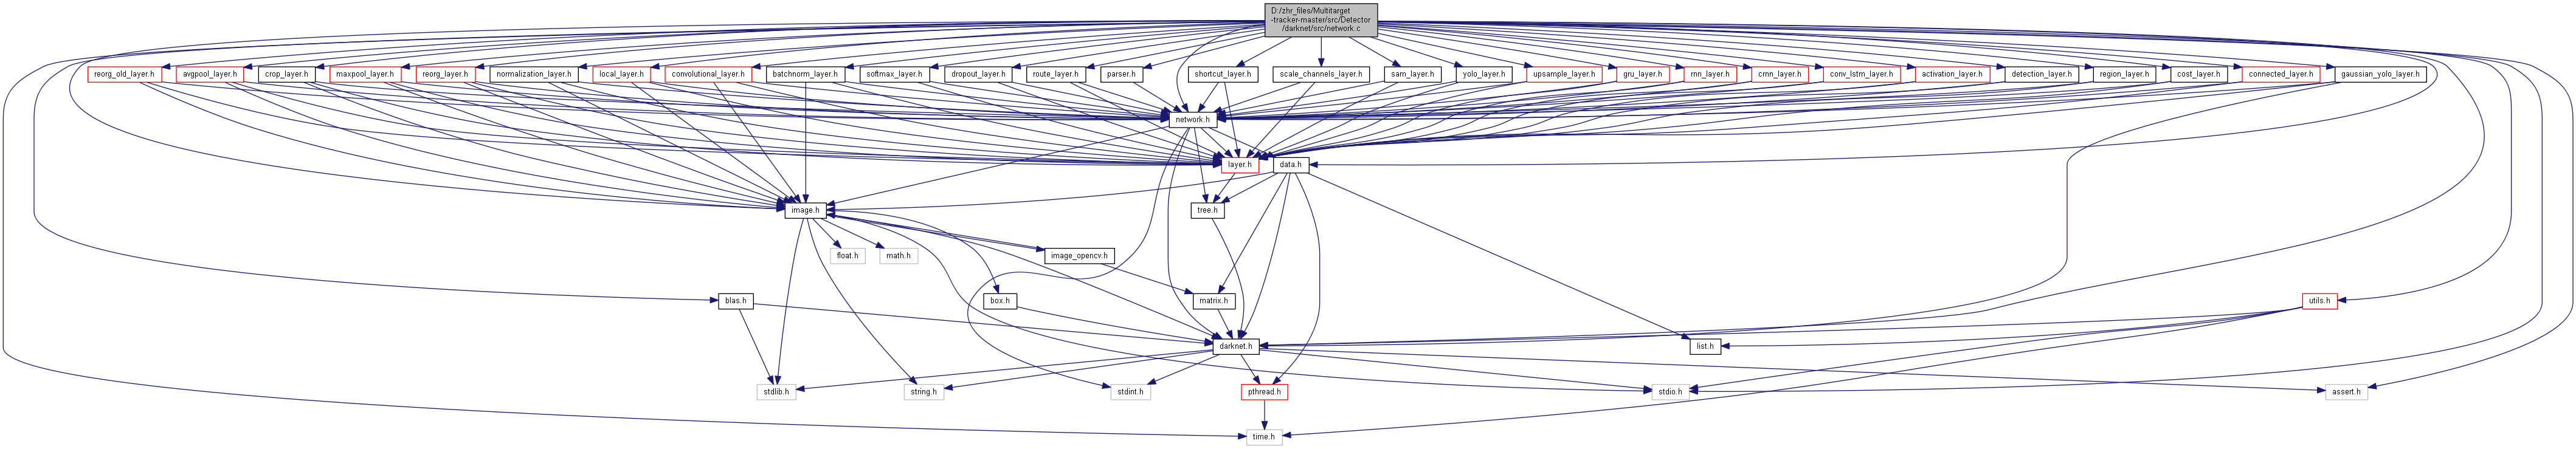 D:/zhr_files/Multitarget
-tracker-master/src/Detector
/darknet/src/network.c
reorg_old_layer.h
avgpool_layer.h
crop_layer.h
maxpool_layer.h
reorg_layer.h
normalization_layer.h
local_layer.h
convolutional_layer.h
batchnorm_layer.h
softmax_layer.h
dropout_layer.h
route_layer.h
parser.h
shortcut_layer.h
scale_channels_layer.h
sam_layer.h
yolo_layer.h
upsample_layer.h
gru_layer.h
rnn_layer.h
crnn_layer.h
conv_lstm_layer.h
activation_layer.h
detection_layer.h
region_layer.h
cost_layer.h
connected_layer.h
gaussian_yolo_layer.h
network.h
layer.h
data.h
image.h
tree.h
float.h
math.h
image_opencv.h
blas.h
box.h
matrix.h
utils.h
darknet.h
list.h
stdlib.h
string.h
stdint.h
pthread.h
stdio.h
assert.h
time.h